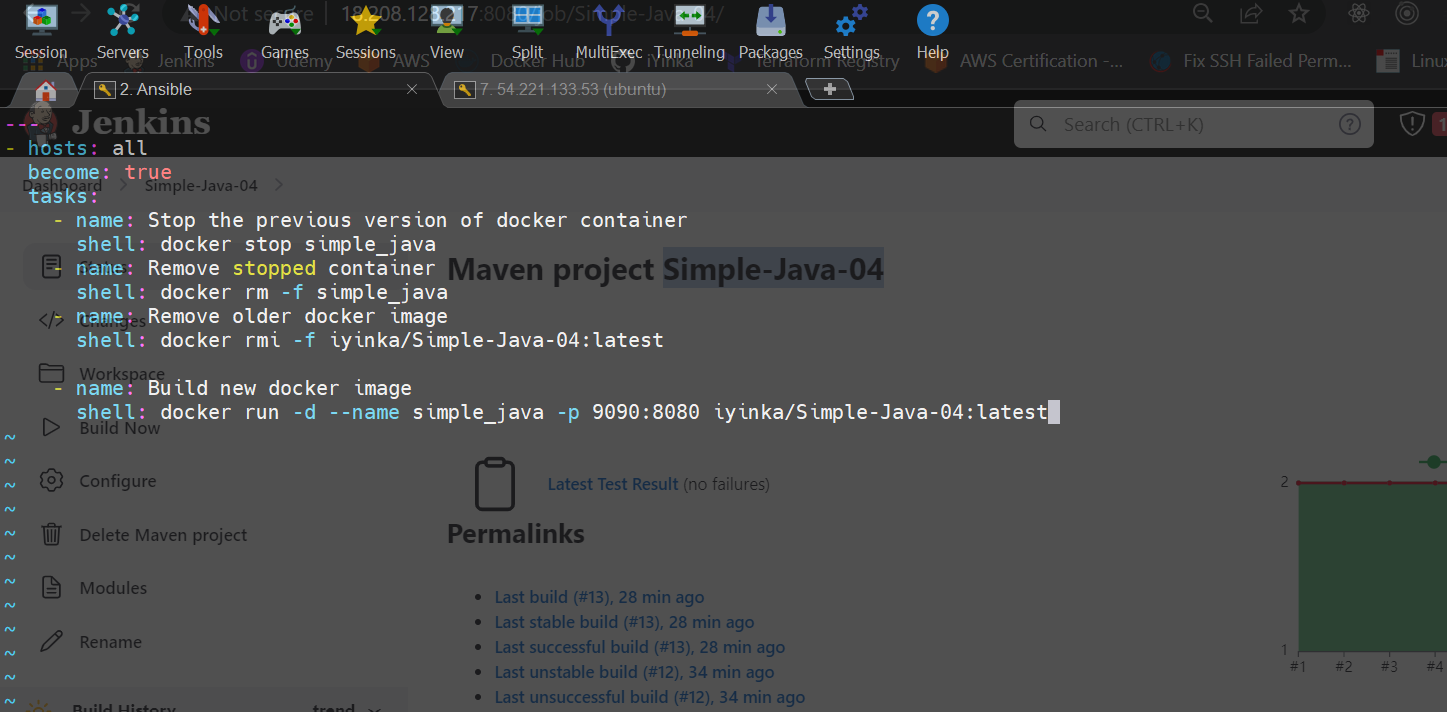 Not secure 18.208.128.217:808 /job/Simple-Java-04/
Session Servers Tools Games Sessions View Split MultiExec Tunneling Packages Settings Help
Apps Jenkins Udemy AWS Docker Hub iYinka Terraform Registry AWS Certification -... Fix SSH Failed Perm... Linu
2. Ansible 7. 54.221.133.53 (ubuntu)
Jenkins
Search (CTRL+K)
1
---
- hosts: all
become: true
Dashboard Simple-Java-04
tasks:
- name: Stop the previous version of docker container
shell: docker stop simple_java
Status
- name: Remove stopped container
Maven project Simple-Java-04
shell: docker rm -f simple_java
- name: Remove older docker image
Changes
shell: docker rmi -f iyinka/Simple-Java-04:latest
Workspace
- name: Build new docker image
shell: docker run -d --name simple_java -p 9090:8080 iyinka/Simple-Java-04:latest
Build Now
~
~
~
~
~
~
~
~
~
~
~
~
Configure
Latest Test Result (no failures)
Delete Maven project
Permalinks
Modules
Last build (#13), 28 min ago
Last stable build (#13), 28 min ago
Rename
Last successful build (#13), 28 min ago
Last unstable build (#12), 34 min ago
Last unsuccessful build (#12), 34 min ago
2
1
#1 #2 #3 #4
Build History trend